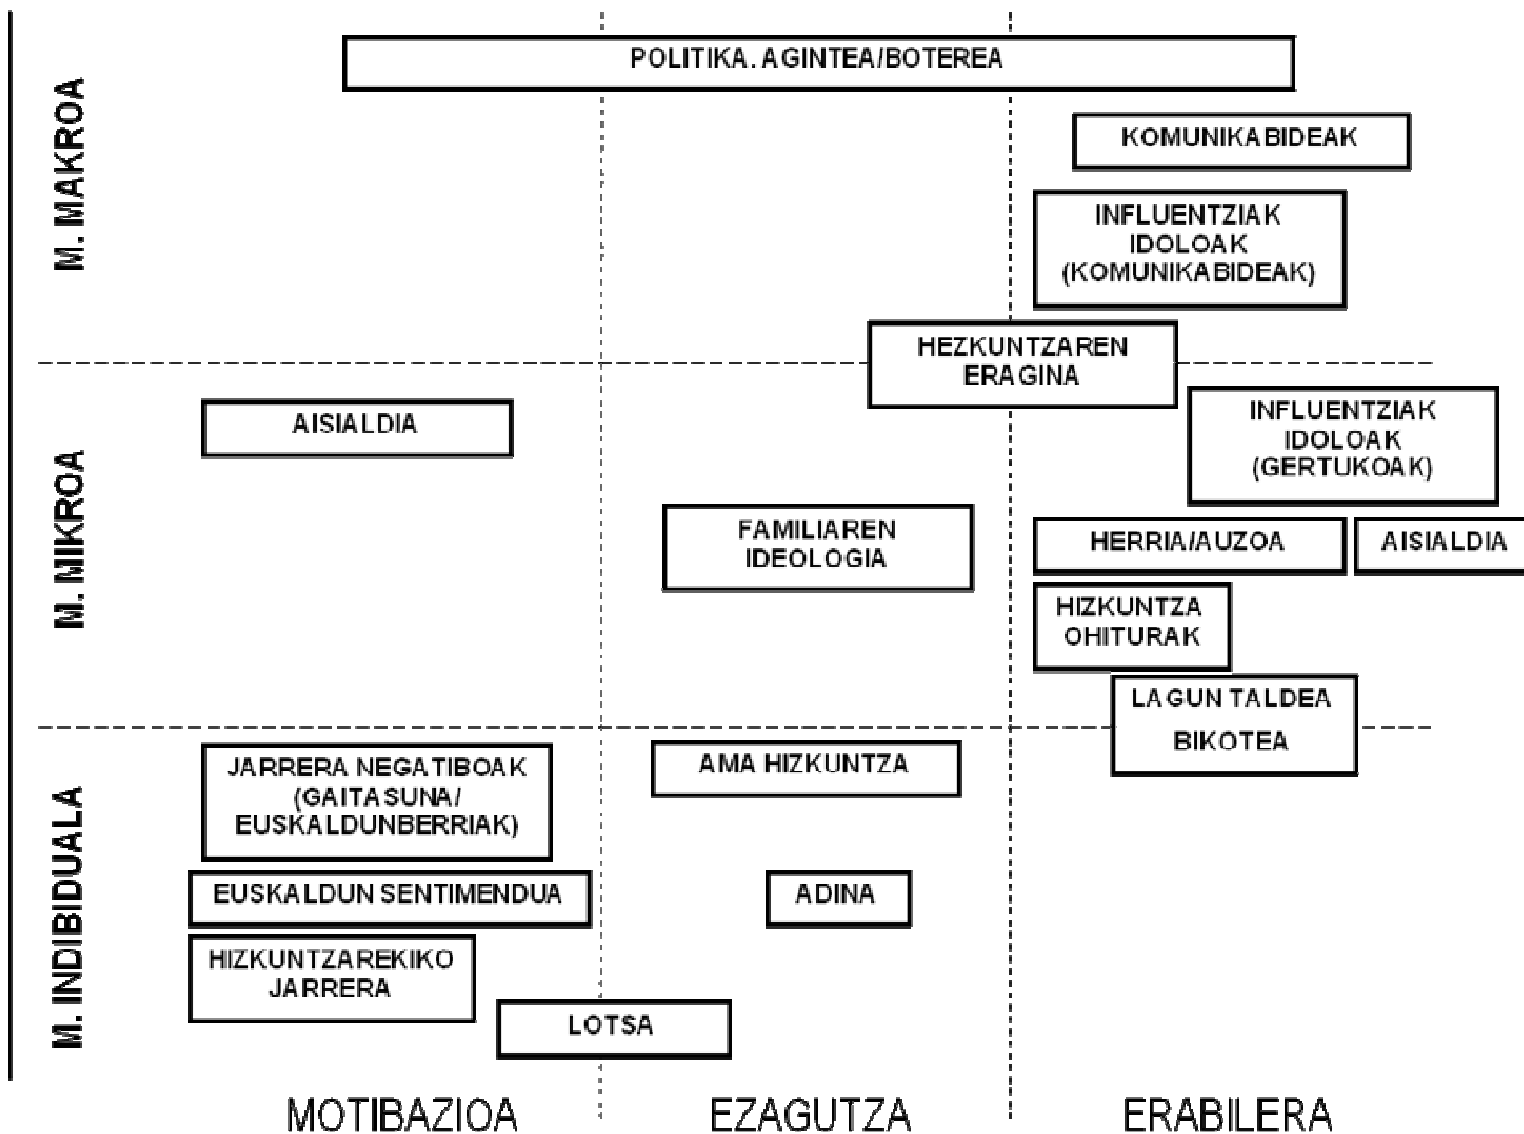 POLITIKA. AGINTEA/BOTEREA
M. MAKROA
KOMUNIKABIDEAK
INFLUENTZIAK
IDOLOAK
(KOMUNIKABIDEAK)
HEZKUNTZAREN
ERAGINA
M. MIKROA
AISIALDIA
INFLUENTZIAK
IDOLOAK
(GERTUKOAK)
FAMILIAREN
IDEOLOGIA
HERRIA/AUZOA
AISIALDIA
HIZKUNTZA
OHITURAK
LAGUN TALDEA
BIKOTEA
M. INDIBIDUALA
JARRERA NEGATIBOAK
(GAITASUNA/
EUSKALDUNBERRIAK)
AMA HIZKUNTZA
EUSKALDUN SENTIMENDUA
ADINA
HIZKUNTZAREKIKO
JARRERA
LOTSA
MOTIBAZIOA
EZAGUTZA
ERABILERA